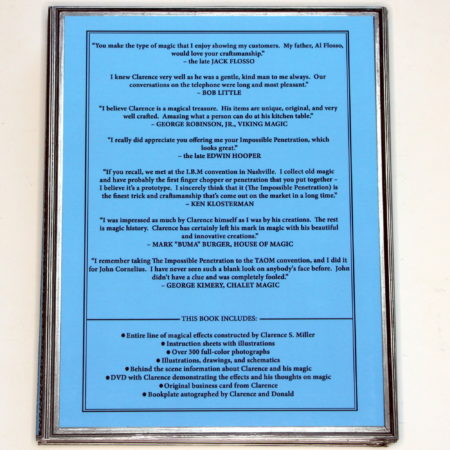 "You make the type of magic that I enjoy showing my customers.  My father, Al Flosso,
would love your craftsmanship."
– the late JACK FLOSSO
I knew Clarence very well as he was a gentle, kind man to me always.  Our
conversations on the telephone were long and most pleasant."
– BOB LITTLE
"I believe Clarence is a magical treasure.  His items are unique, original, and very
well crafted.  Amazing what a person can do at his kitchen table."
– GEORGE ROBINSON, JR., VIKING MAGIC
"I really did appreciate you offering me your Impossible Penetration, which
looks great."
– the late EDWIN HOOPER
"If you recall, we met at the I.B.M convention in Nashville.  I collect old magic
and have probably the first finger chopper or penetration that you put together –
I believe it's a prototype.  I sincerely think that it (The Impossible Penetration) is
the finest trick and craftsmanship that's come out on the market in a long time."
– KEN KLOSTERMAN
"I was impressed as much by Clarence himself as I was by his creations.  The rest
is magic history.  Clarence has certainly left his mark in magic with his beautiful
and innovative creations."
– MARK "BUMA" BURGER, HOUSE OF MAGIC
"I remember taking The Impossible Penetration to the TAOM convention, and I did it
for John Cornelius.  I have never seen such a blank look on anybody's face before.  John
didn't have a clue and was completely fooled."
– GEORGE KIMERY, CHALET MAGIC
THIS BOOK INCLUDES:
● Entire line of magical effects constructed by Clarence S. Miller
● Instruction sheets with illustrations
● Over 300 full-color photographs
● Illustrations, drawings, and schematics
● Behind the scene information about Clarence and his magic
● DVD with Clarence demonstrating the effects and his thoughts on magic
● Original business card from Clarence
● Bookplate autographed by Clarence and Donald